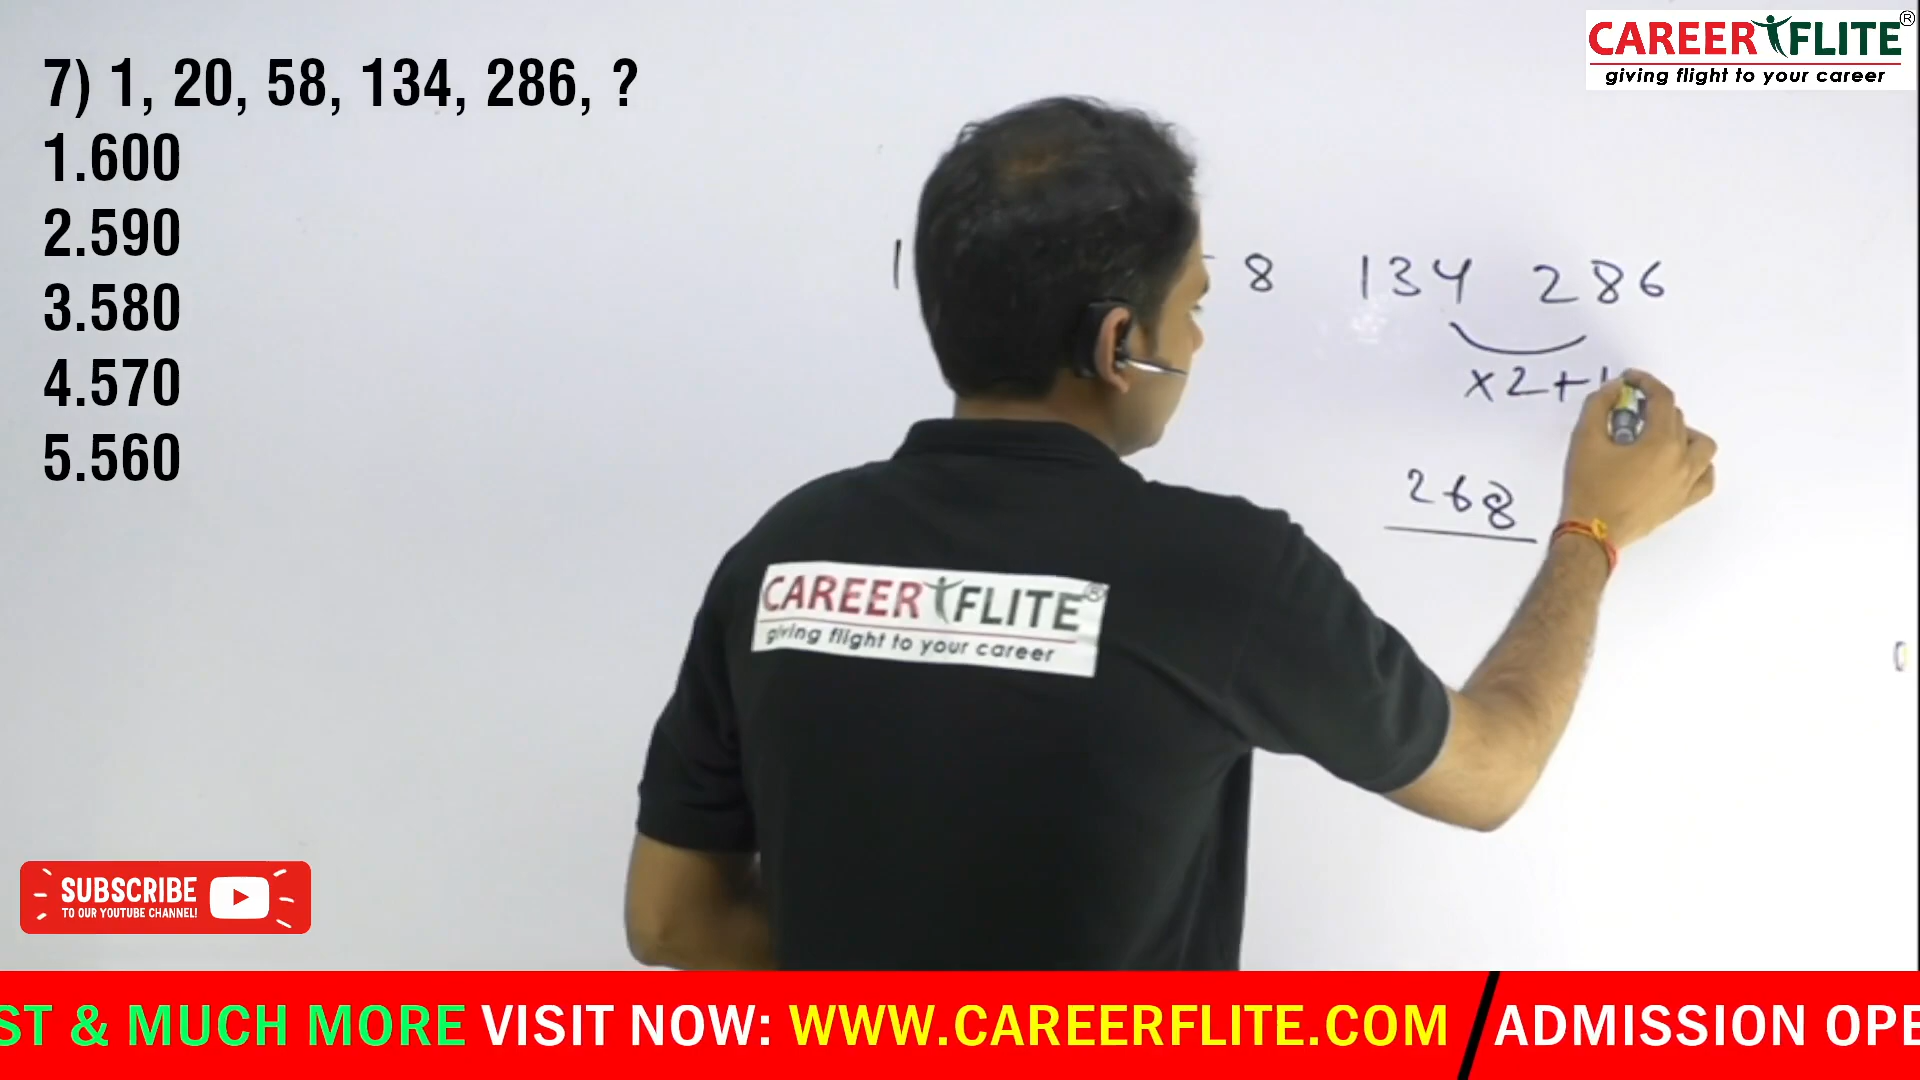 CAREER FLITE®
giving flight to your career
7) 1, 20, 58, 134, 286, ?
1.600
2.590
3.580
4.570
5.560
1 8 134 286
x2+1
268
CAREER FLITE®
giving flight to your career
SUBSCRIBE
TO OUR YOUTUBE CHANNEL!
ST & MUCH MORE VISIT NOW: WWW.CAREERFLITE.COM ADMISSION OPE